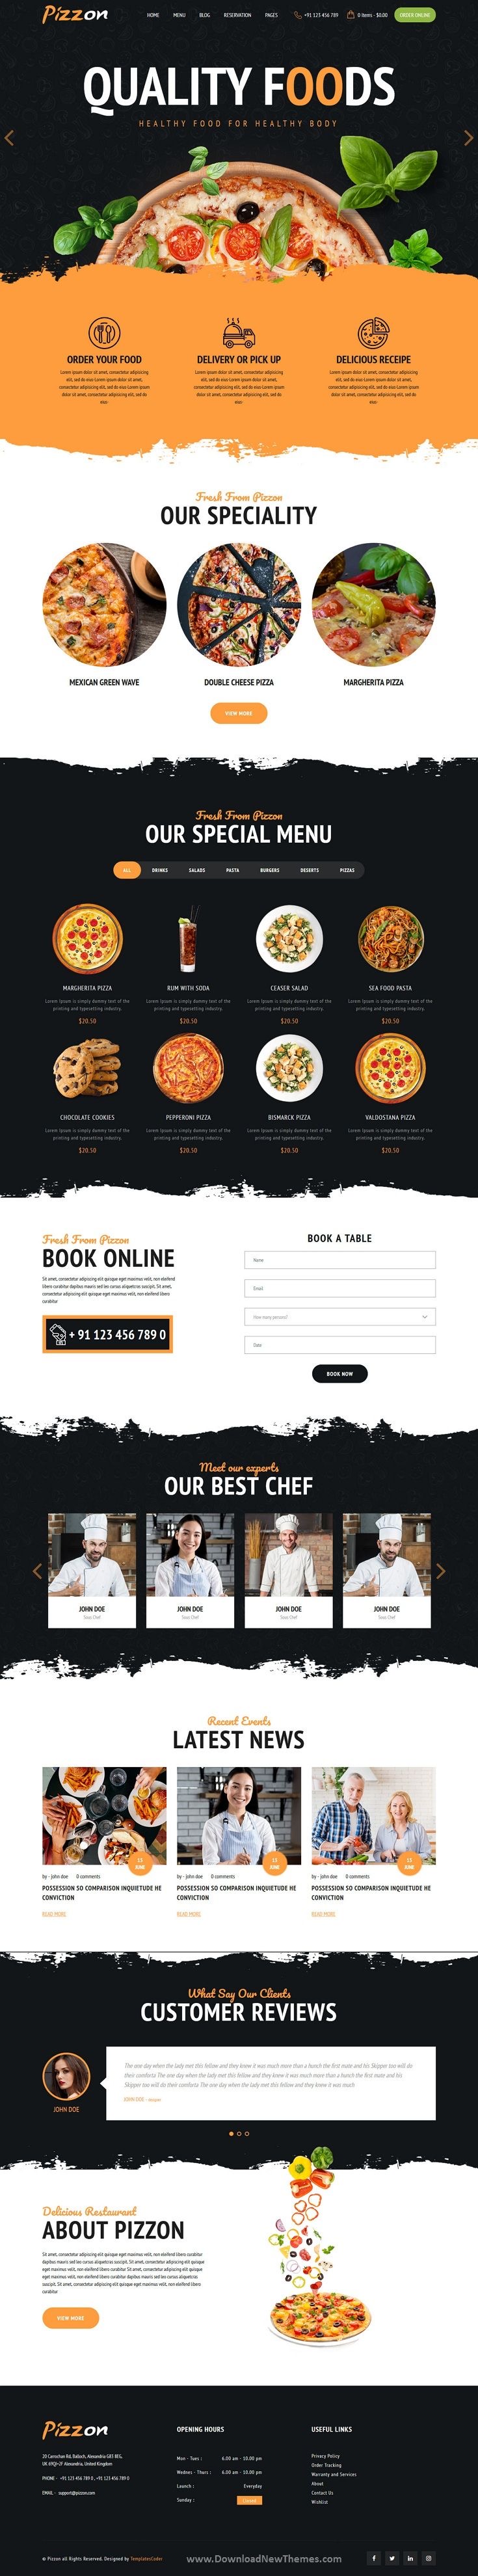 Pizzon
HOME MENU BLOG RESERVATION PAGES +91 123 456 789 0 items - $0.00 ORDER ONLINE
QUALITY FOODS
HEALTHY FOOD FOR HEALTHY BODY
ORDER YOUR FOOD
Lorem ipsum dolor sit amet, consectetur adipisicing
elit, sed do eiusi Lorem ipsum dolor sit amet,
consectetur adipisicing elit, sed do eiusi Lorem ipsum
dolor sit amet, consectetur adipisicing elit, sed do
eiusi
DELIVERY OR PICK UP
Lorem ipsum dolor sit amet, consectetur adipisicing
elit, sed do eiusi Lorem ipsum dolor sit amet,
consectetur adipisicing elit, sed do eiusi Lorem ipsum
dolor sit amet, consectetur adipisicing elit, sed do
eiusi
DELICIOUS RECEIPE
Lorem ipsum dolor sit amet, consectetur adipisicing
elit, sed do eiusi Lorem ipsum dolor sit amet,
consectetur adipisicing elit, sed do eiusi Lorem ipsum
dolor sit amet, consectetur adipisicing elit, sed do
eiusi
Fresh From Pizzon
OUR SPECIALITY
MEXICAN GREEN WAVE
DOUBLE CHEESE PIZZA
MARGHERITA PIZZA
VIEW MORE
Fresh From Pizzon
OUR SPECIAL MENU
ALL DRINKS SALADS PASTA BURGERS DESERTS PIZZAS
MARGHERITA PIZZA
Lorem Ipsum is simply dummy text of the
printing and typesetting industry.
$20.50
RUM WITH SODA
Lorem Ipsum is simply dummy text of the
printing and typesetting industry.
$20.50
CEASER SALAD
Lorem Ipsum is simply dummy text of the
printing and typesetting industry.
$20.50
SEA FOOD PASTA
Lorem Ipsum is simply dummy text of the
printing and typesetting industry.
$20.50
CHOCOLATE COOKIES
Lorem Ipsum is simply dummy text of the
printing and typesetting industry.
$20.50
PEPPERONI PIZZA
Lorem Ipsum is simply dummy text of the
printing and typesetting industry.
$20.50
BISMARCK PIZZA
Lorem Ipsum is simply dummy text of the
printing and typesetting industry.
$20.50
VALDOSTANA PIZZA
Lorem Ipsum is simply dummy text of the
printing and typesetting industry.
$20.50
Fresh From Pizzon
BOOK ONLINE
Sit amet, consectetur adipiscing elit quisque eget maximus velit, non eleifend
libero curabitur dapibus mauris sed leo cursus aliquetcras suscipit. Sit amet,
consectetur adipiscing elit quisque eget maximus velit, non eleifend libero
curabitur
+ 91 123 456 789 0
BOOK A TABLE
Name
Email
How many persons?
Date
BOOK NOW
Meet our experts
OUR BEST CHEF
JOHN DOE
Sous Chef
JOHN DOE
Sous Chef
JOHN DOE
Sous Chef
JOHN DOE
Sous Chef
Recent Events
LATEST NEWS
13
JUNE
by - john doe 0 comments
POSSESSION SO COMPARISON INQUIETUDE HE
CONVICTION
READ MORE
13
JUNE
by - john doe 0 comments
POSSESSION SO COMPARISON INQUIETUDE HE
CONVICTION
READ MORE
13
JUNE
by - john doe 0 comments
POSSESSION SO COMPARISON INQUIETUDE HE
CONVICTION
READ MORE
What Say Our Clients
CUSTOMER REVIEWS
JOHN DOE
The one day when the lady met this fellow and they knew it was much more than a hunch the first mate and his Skipper too will do
their comforta The one day when the lady met this fellow and they knew it was much more than a hunch the first mate and his
Skipper too will do their comforta The one day when the lady met this fellow and they knew it was much
JOHN DOE -
Delicious Restaurant
ABOUT PIZZON
Sit amet, consectetur adipiscing elit quisque eget maximus velit, non eleifend libero curabitur
dapibus mauris sed leo cursus aliquetcras suscipit. Sit amet, consectetur adipiscing elit quisque
eget maximus velit, non eleifend libero curabitur Sit amet, consectetur adipiscing elit quisque
eget maximus velit, non eleifend libero curabitur dapibus mauris sed leo cursus aliquetcras
suscipit. Sit amet, consectetur adipiscing elit quisque eget maximus velit, non eleifend libero
curabitur
VIEW MORE
Pizzon
20 Carrochan Rd, Balloch, Alexandria G83 8EG,
UK 69QJ+2F Alexandria, United Kingdom
PHONE - +91 123 456 789 0 , +91 123 456 789 0
EMAIL - support@pizzon.com
OPENING HOURS
Mon - Tues : 6.00 am - 10.00 pm
Wednes - Thurs : 6.00 am - 10.00 pm
Launch : Everyday
Sunday : Closed
USEFUL LINKS
Privacy Policy
Order Tracking
Warranty and Services
About
Contact Us
Wishlist
© Pizzon all Rights Reserved. Designed by TemplatesCoder
www.DownloadNewThemes.com